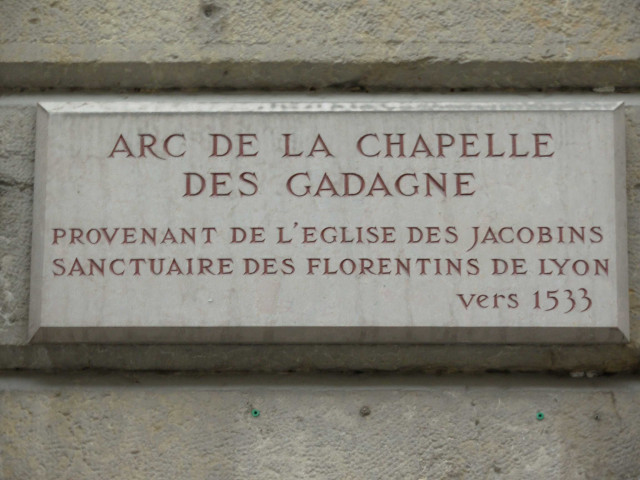 ARC DE LA CHAPELLE
DES GADAGNE
PROVENANT DE L'EGLISE DES JACOBINS
SANCTUAIRE DES FLORENTINS DE LYON
vers 1533